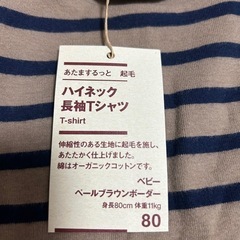 あたまするっと 起毛
ハイネック
長袖Tシャツ
T-shirt
伸縮性のある生地に起毛を施し、
あたたかく仕上げました。
綿はオーガニックコットンです。
ベビー
ペールブラウンボーダー
身長80cm 体重11kg
80